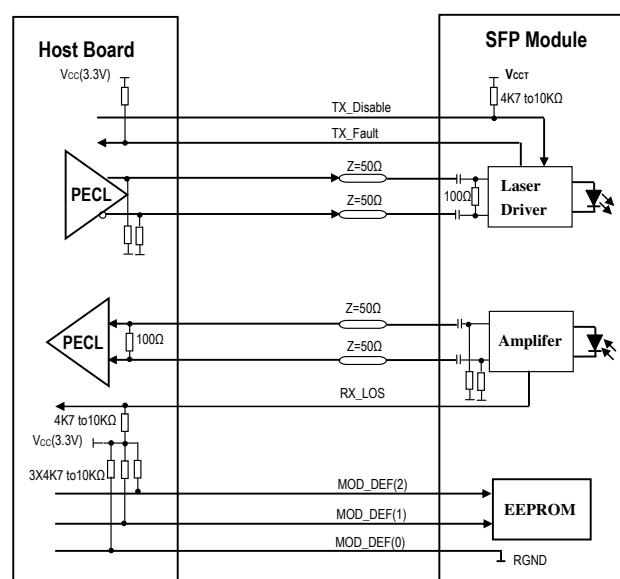 Host Board
SFP Module
Vcc(3.3V)
VCCT
4K7 to10KΩ
TX_Disable
TX_Fault
Z=50Ω
PECL
100Ω
Laser
Driver
Z=50Ω
Z=50Ω
PECL
100Ω
Amplifer
Z=50Ω
RX_LOS
4K7 to10KΩ
Vcc(3.3V)
3X4K7 to10KΩ
MOD_DEF(2)
EEPROM
MOD_DEF(1)
MOD_DEF(0)
RGND